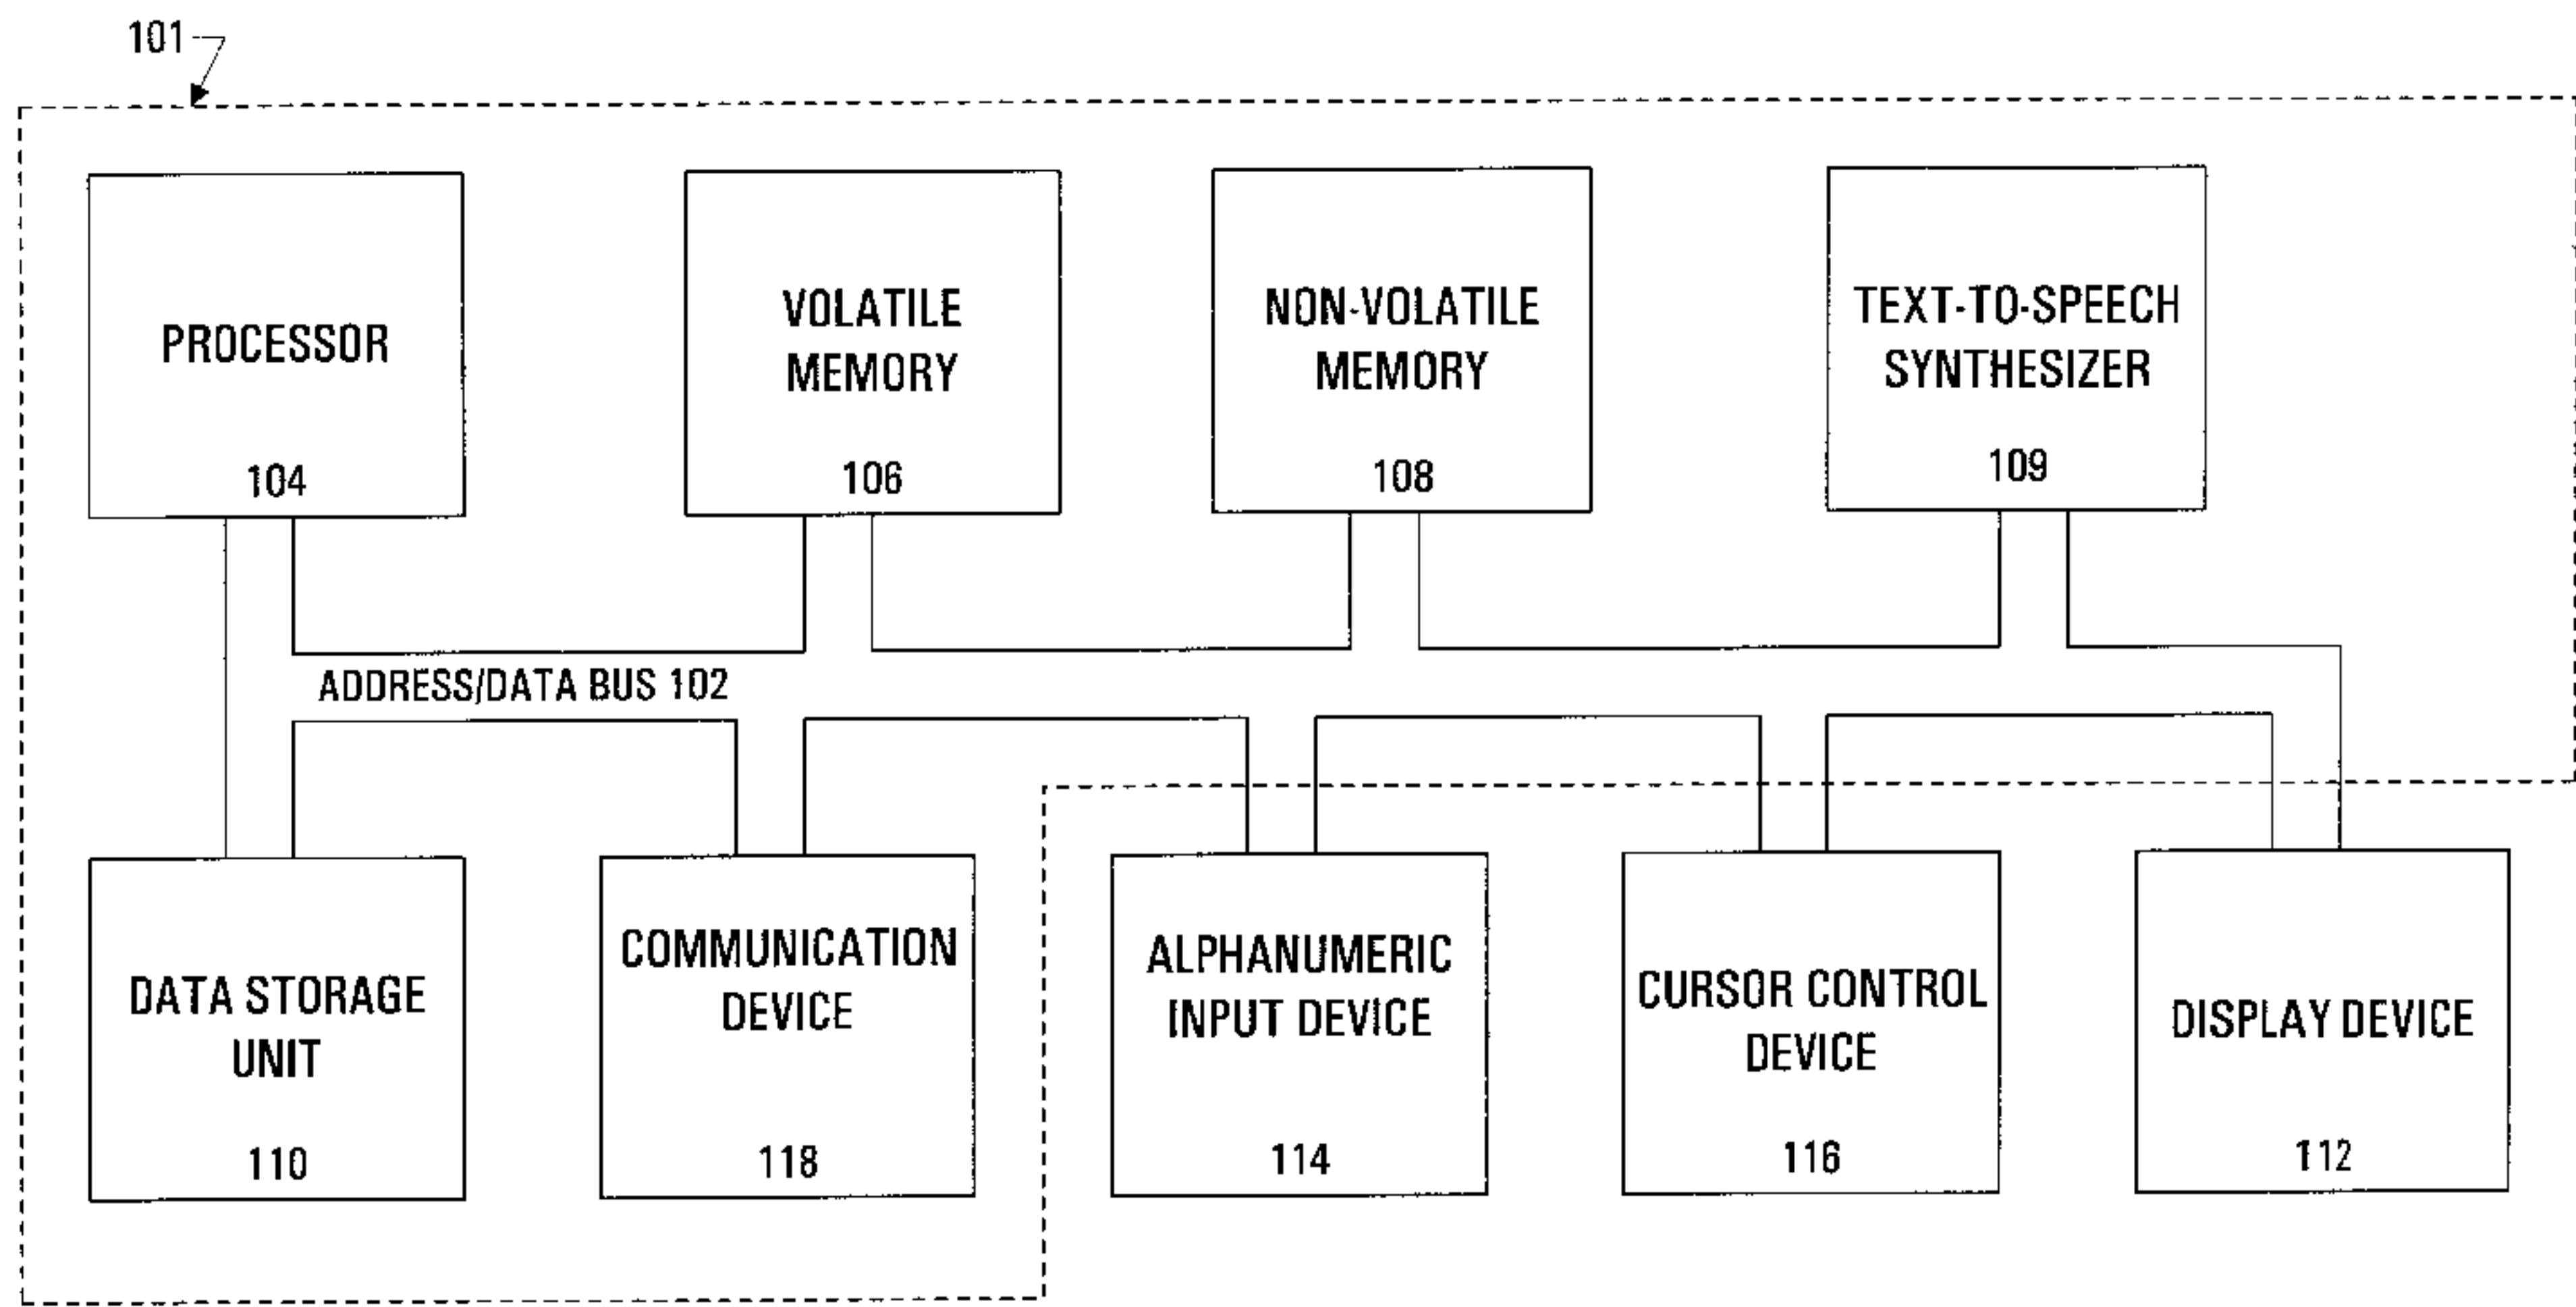 101
PROCESSOR
104
VOLATILE
MEMORY
106
NON-VOLATILE
MEMORY
108
TEXT-TO-SPEECH
SYNTHESIZER
109
ADDRESS/DATA BUS 102
DATA STORAGE
UNIT
110
COMMUNICATION
DEVICE
118
ALPHANUMERIC
INPUT DEVICE
114
CURSOR CONTROL
DEVICE
116
DISPLAY DEVICE
112